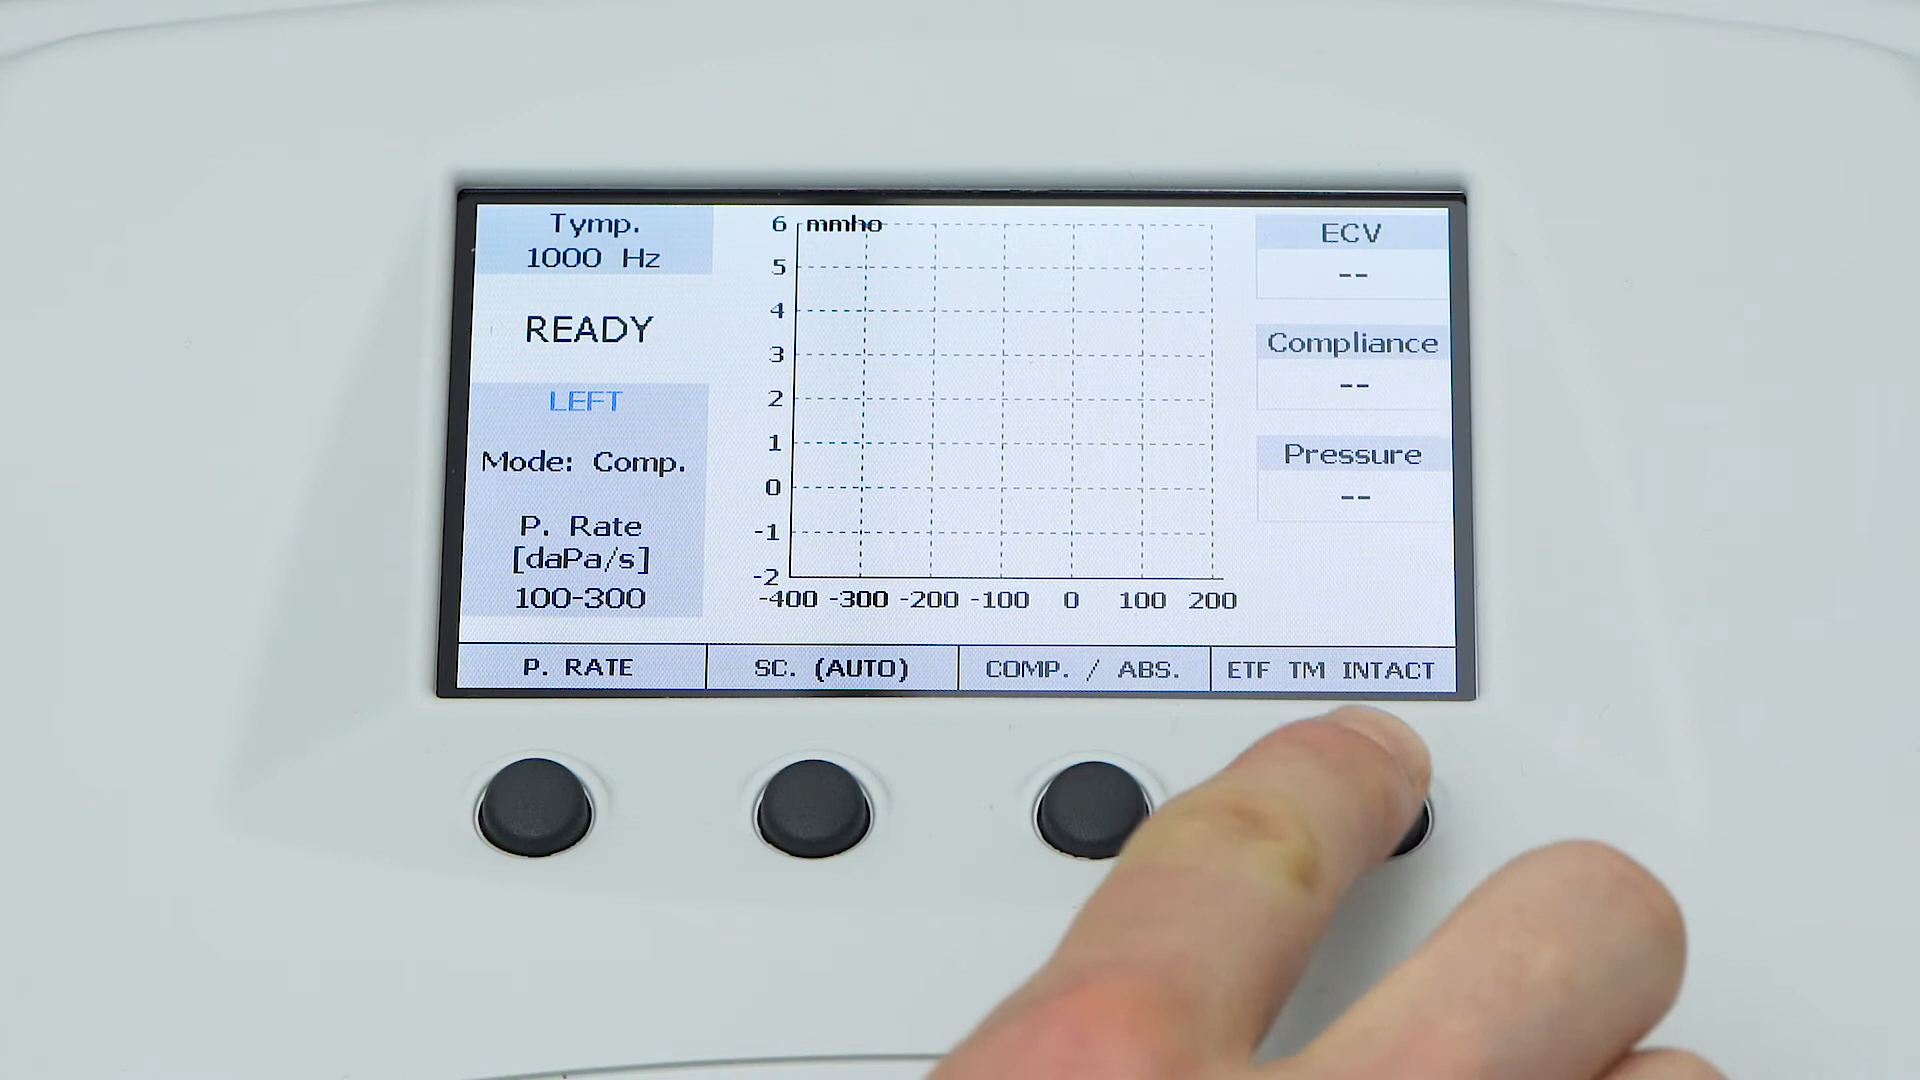 Tymp.
1000 Hz
READY
LEFT
Mode: Comp.
P. Rate
[daPa/s]
100-300
6 mmho
5
4
3
2
1
0
-1
-2
-400 -300 -200 -100 0 100 200
ECV
--
Compliance
--
Pressure
--
P. RATE
SC. (AUTO)
COMP. / ABS.
ETF TM INTACT